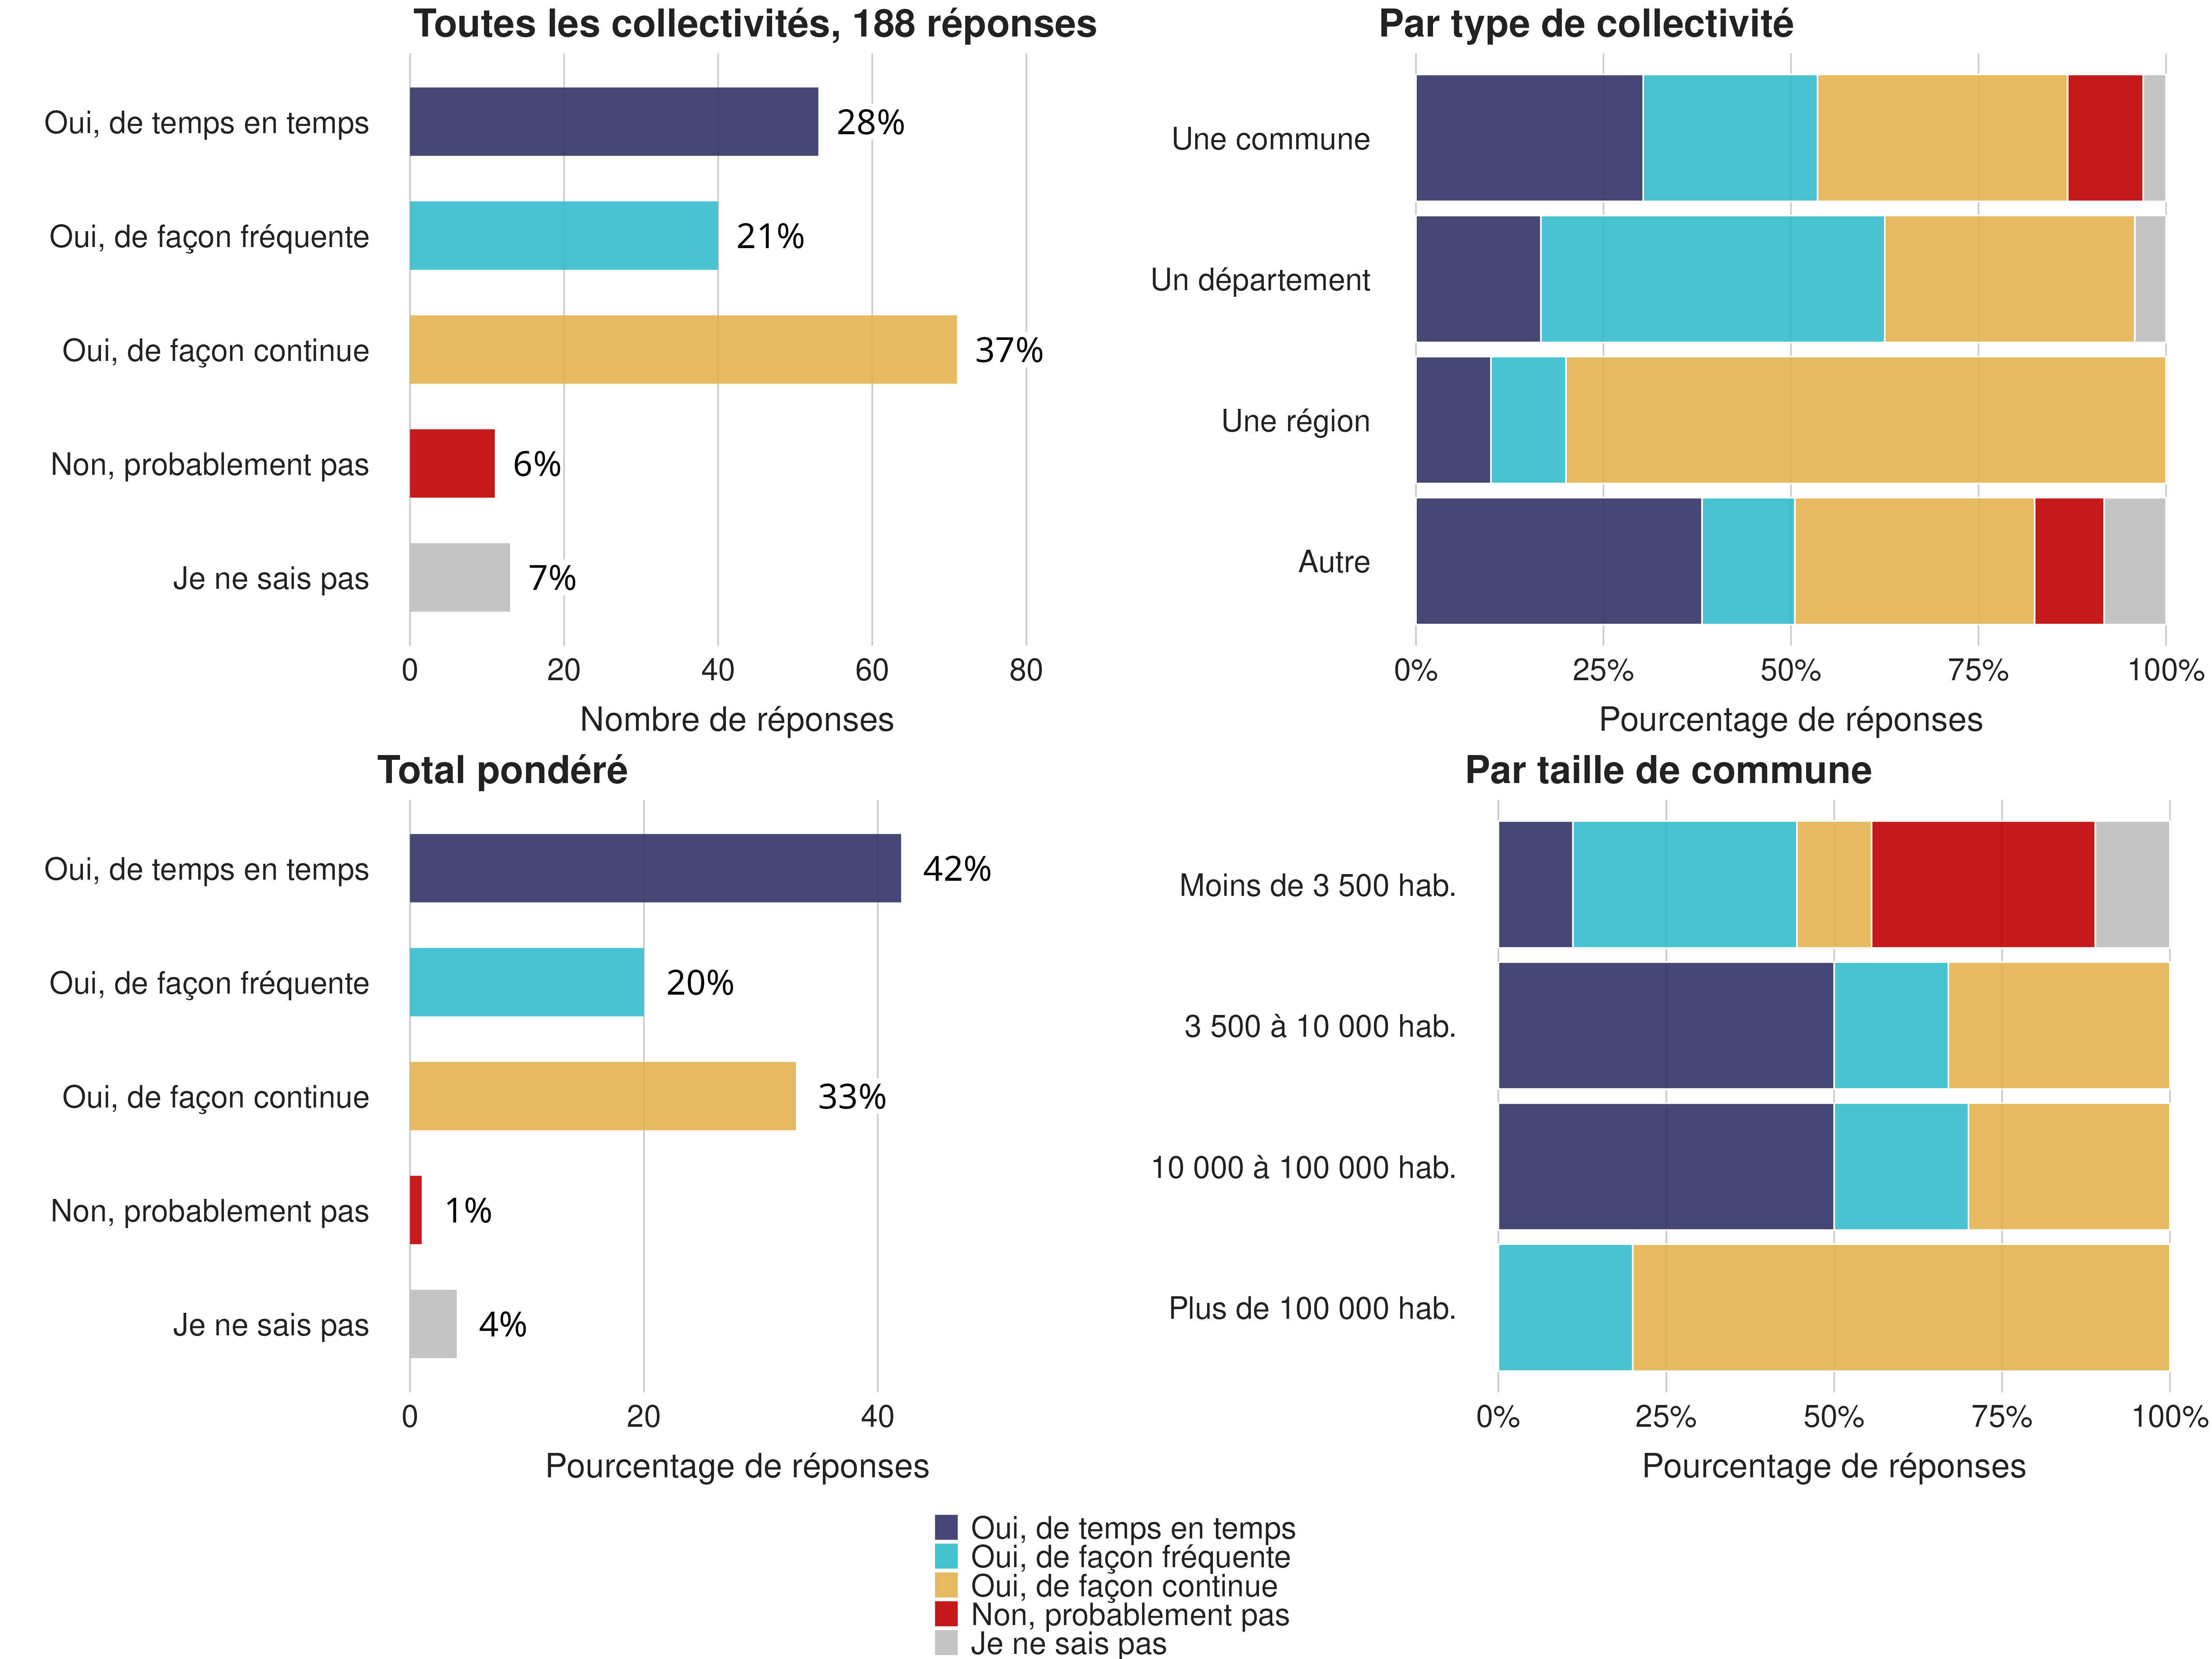 Toutes les collectivités, 188 réponses
Oui, de temps en temps
28%
Oui, de façon fréquente
21%
Oui, de façon continue
37%
Non, probablement pas
6%
Je ne sais pas
7%
0 20 40 60 80
Nombre de réponses
Par type de collectivité
Une commune
Un département
Une région
Autre
0% 25% 50% 75% 100%
Pourcentage de réponses
Total pondéré
Oui, de temps en temps
42%
Oui, de façon fréquente
20%
Oui, de façon continue
33%
Non, probablement pas
1%
Je ne sais pas
4%
0 20 40
Pourcentage de réponses
Par taille de commune
Moins de 3 500 hab.
3 500 à 10 000 hab.
10 000 à 100 000 hab.
Plus de 100 000 hab.
0% 25% 50% 75% 100%
Pourcentage de réponses
Oui, de temps en temps
Oui, de façon fréquente
Oui, de façon continue
Non, probablement pas
Je ne sais pas